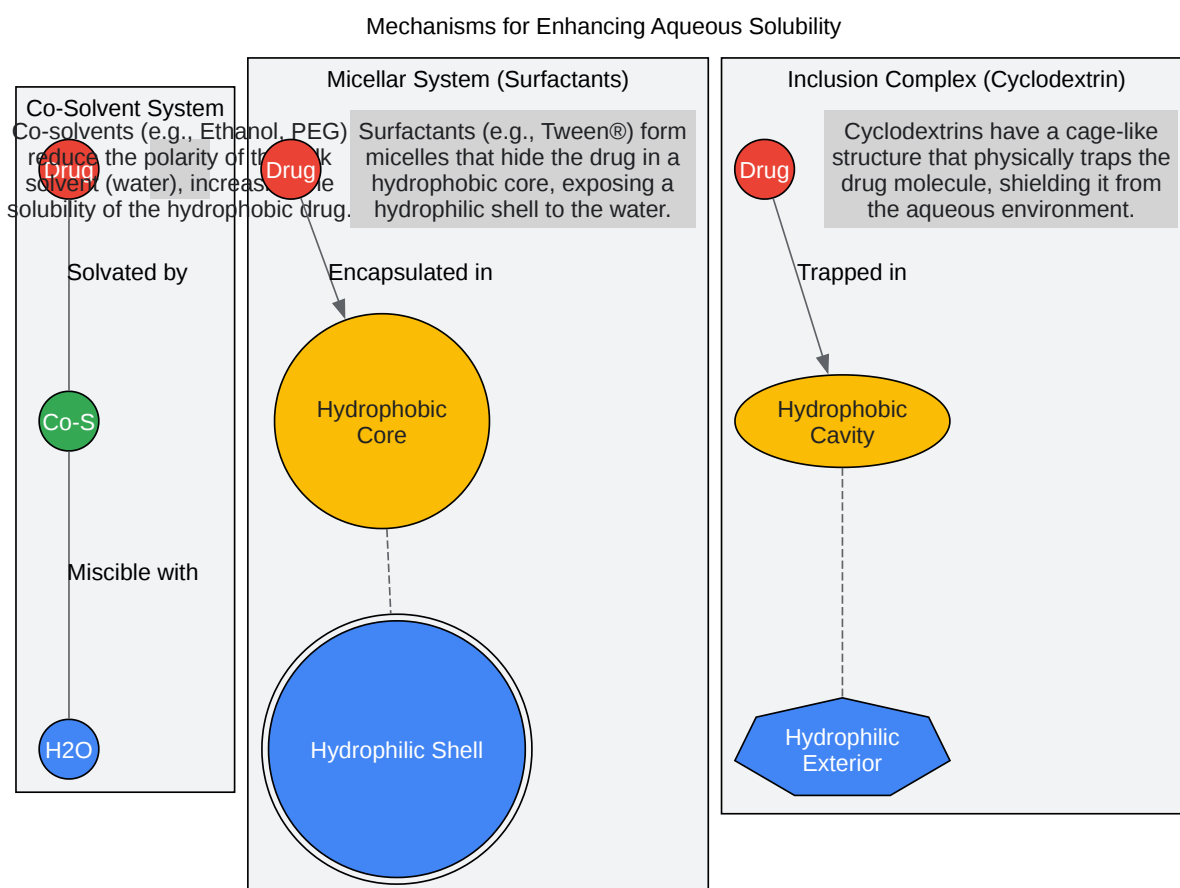 Mechanisms for Enhancing Aqueous Solubility
Co-Solvent System
Co-solvents (e.g., Ethanol, PEG)
reduce the polarity of
solvent (water),
solubility of the hydrophobic drug.
Drug
Solvated by
Co-S
Miscible with
H2O
Micellar System (Surfactants)
Drug
Surfactants (e.g., Tween®) form
micelles that hide the drug in a
hydrophobic core, exposing a
hydrophilic shell to the water.
Encapsulated in
Hydrophobic
Core
Hydrophilic Shell
Inclusion Complex (Cyclodextrin)
Drug
Cyclodextrins have a cage-like
structure that physically traps the
drug molecule, shielding it from
the aqueous environment.
Trapped in
Hydrophobic
Cavity
Hydrophilic
Exterior